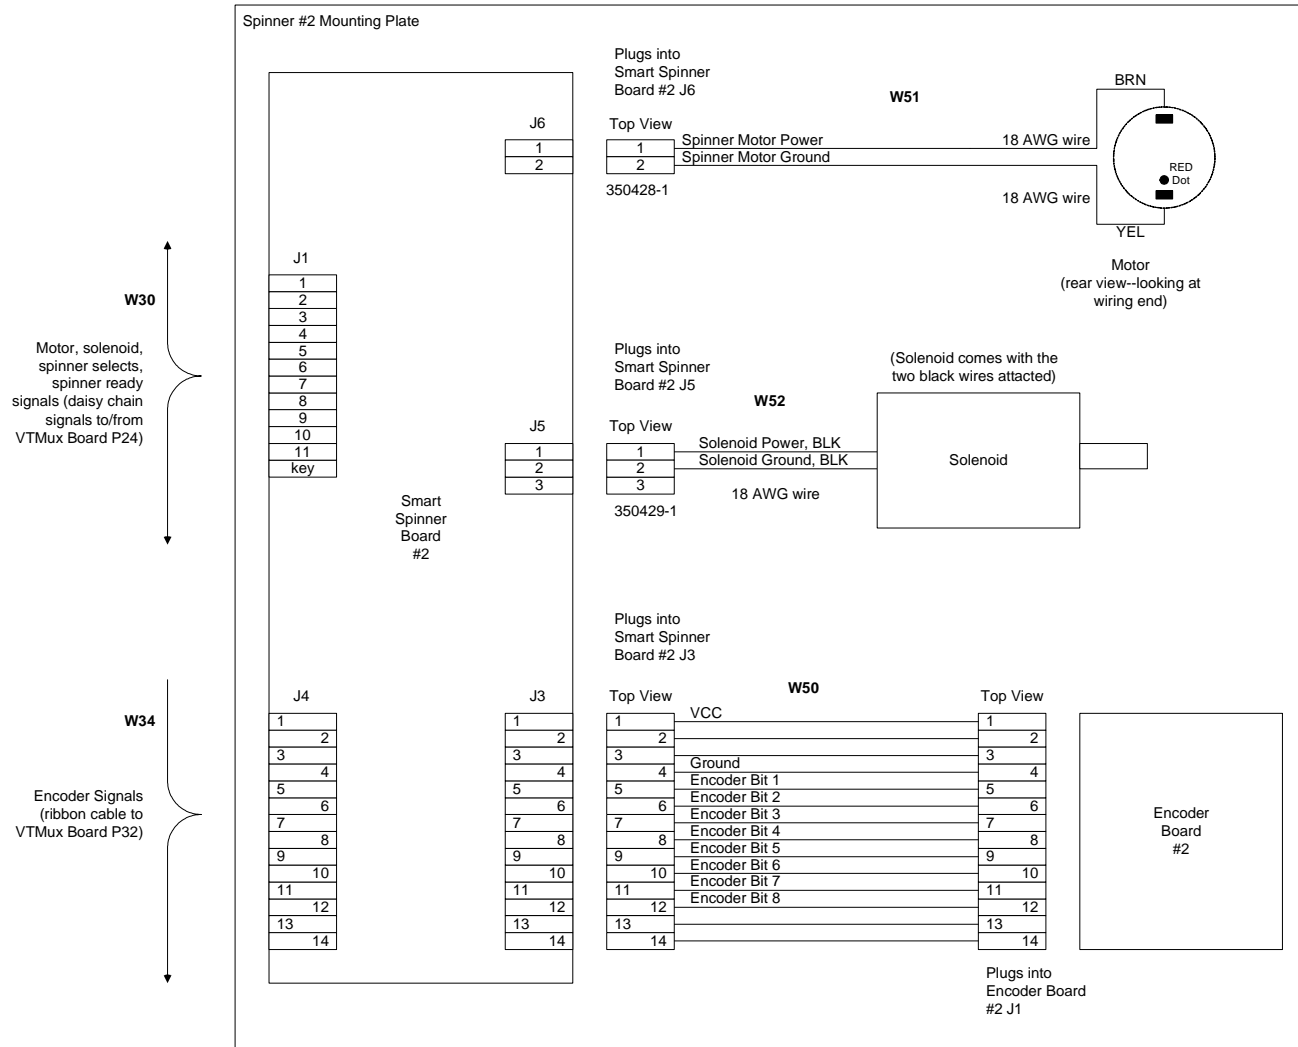 Spinner #2 Mounting Plate
Plugs into
Smart Spinner
Board #2 J6
W51
BRN
J6
Top View
1
2
1
2
Spinner Motor Power
Spinner Motor Ground
18 AWG wire
18 AWG wire
350428-1
RED
Dot
YEL
Motor
(rear view--looking at
wiring end)
W30
Motor, solenoid,
spinner selects,
spinner ready
signals (daisy chain
signals to/from
VTMux Board P24)
J1
1
2
3
4
5
6
7
8
9
10
11
key
Smart
Spinner
Board
#2
Plugs into
Smart Spinner
Board #2 J5
W52
(Solenoid comes with the
two black wires attacted)
J5
Top View
1
2
3
1
2
3
Solenoid Power, BLK
Solenoid Ground, BLK
18 AWG wire
350429-1
Solenoid
W34
Encoder Signals
(ribbon cable to
VTMux Board P32)
Plugs into
Smart Spinner
Board #2 J3
W50
J4
1
2
3
4
5
6
7
8
9
10
11
12
13
14
J3
1
2
3
4
5
6
7
8
9
10
11
12
13
14
Top View
1
2
3
4
5
6
7
8
9
10
11
12
13
14
VCC
Ground
Encoder Bit 1
Encoder Bit 2
Encoder Bit 3
Encoder Bit 4
Encoder Bit 5
Encoder Bit 6
Encoder Bit 7
Encoder Bit 8
Top View
1
2
3
4
5
6
7
8
9
10
11
12
13
14
Plugs into
Encoder Board
#2 J1
Encoder
Board
#2